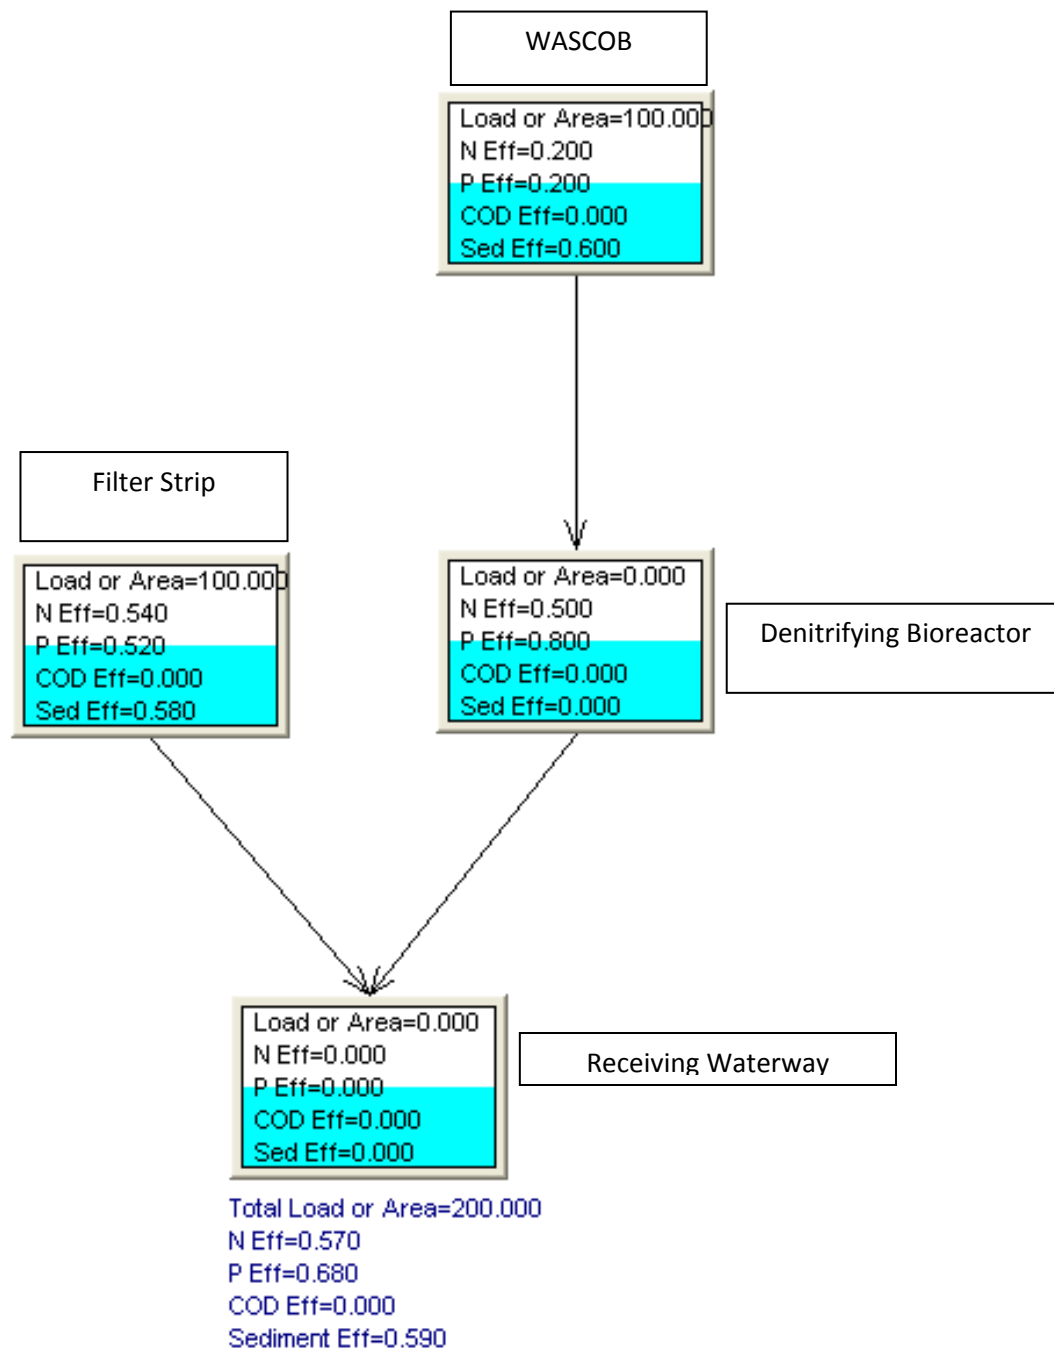 WASCOB
Load or Area=100.000
N Eff=0.200
P Eff=0.200
COD Eff=0.000
Sed Eff=0.600
Filter Strip
Load or Area=100.000
N Eff=0.540
P Eff=0.520
COD Eff=0.000
Sed Eff=0.580
Load or Area=0.000
N Eff=0.500
P Eff=0.800
COD Eff=0.000
Sed Eff=0.000
Denitrifying Bioreactor
Load or Area=0.000
N Eff=0.000
P Eff=0.000
COD Eff=0.000
Sed Eff=0.000
Receiving Waterway
Total Load or Area=200.000
N Eff=0.570
P Eff=0.680
COD Eff=0.000
Sediment Eff=0.590